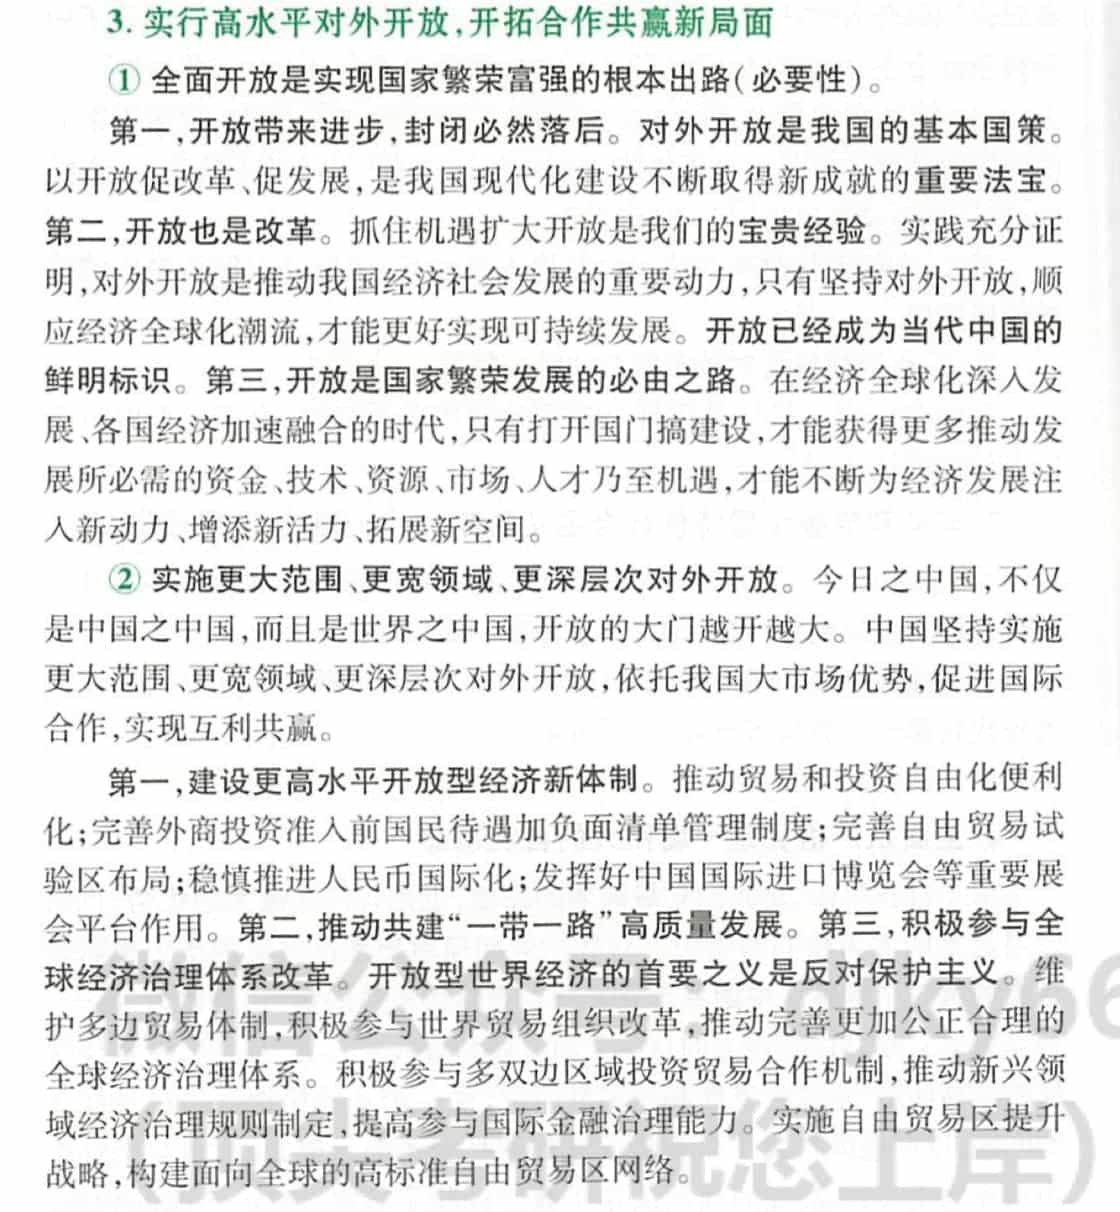 3. 实行高水平对外开放,开拓合作共赢新局面
① 全面开放是实现国家繁荣富强的根本出路(必要性)。
第一,开放带来进步,封闭必然落后。对外开放是我国的基本国策。
以开放促改革、促发展,是我国现代化建设不断取得新成就的重要法宝。
第二,开放也是改革。抓住机遇扩大开放是我们的宝贵经验。实践充分证
明,对外开放是推动我国经济社会发展的重要动力,只有坚持对外开放,顺
应经济全球化潮流,才能更好实现可持续发展。开放已经成为当代中国的
鲜明标识。第三,开放是国家繁荣发展的必由之路。在经济全球化深入发
展、各国经济加速融合的时代,只有打开国门搞建设,才能获得更多推动发
展所必需的资金、技术、资源、市场、人才乃至机遇,才能不断为经济发展注
入新动力、增添新活力、拓展新空间。
② 实施更大范围、更宽领域、更深层次对外开放。今日之中国,不仅
是中国之中国,而且是世界之中国,开放的大门越开越大。中国坚持实施
更大范围、更宽领域、更深层次对外开放,依托我国大市场优势,促进国际
合作,实现互利共赢。
第一,建设更高水平开放型经济新体制。推动贸易和投资自由化便利
化;完善外商投资准入前国民待遇加负面清单管理制度;完善自由贸易试
验区布局;稳慎推进人民币国际化;发挥好中国国际进口博览会等重要展
会平台作用。第二,推动共建“一带一路”高质量发展。第三,积极参与全
球经济治理体系改革。开放型世界经济的首要之义是反对保护主义。维
护多边贸易体制,积极参与世界贸易组织改革,推动完善更加公正合理的
全球经济治理体系。积极参与多双边区域投资贸易合作机制,推动新兴领
域经济治理规则制定,提高参与国际金融治理能力。实施自由贸易区提升
战略,构建面向全球的高标准自由贸易区网络。
微信公众号: djky66
(顶尖考研祝您上岸)